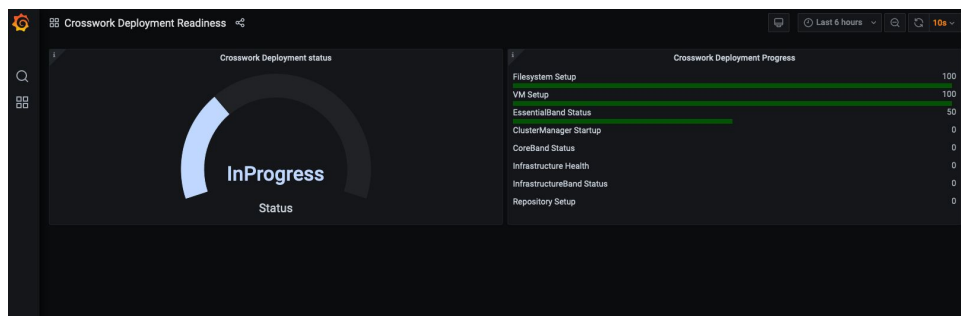 Crosswork Deployment Readiness
Last 6 hours
10s
i
Crosswork Deployment status
InProgress
Status
i
Crosswork Deployment Progress
Filesystem Setup 100
VM Setup 100
EssentialBand Status 50
ClusterManager Startup 0
CoreBand Status 0
Infrastructure Health 0
InfrastructureBand Status 0
Repository Setup 0